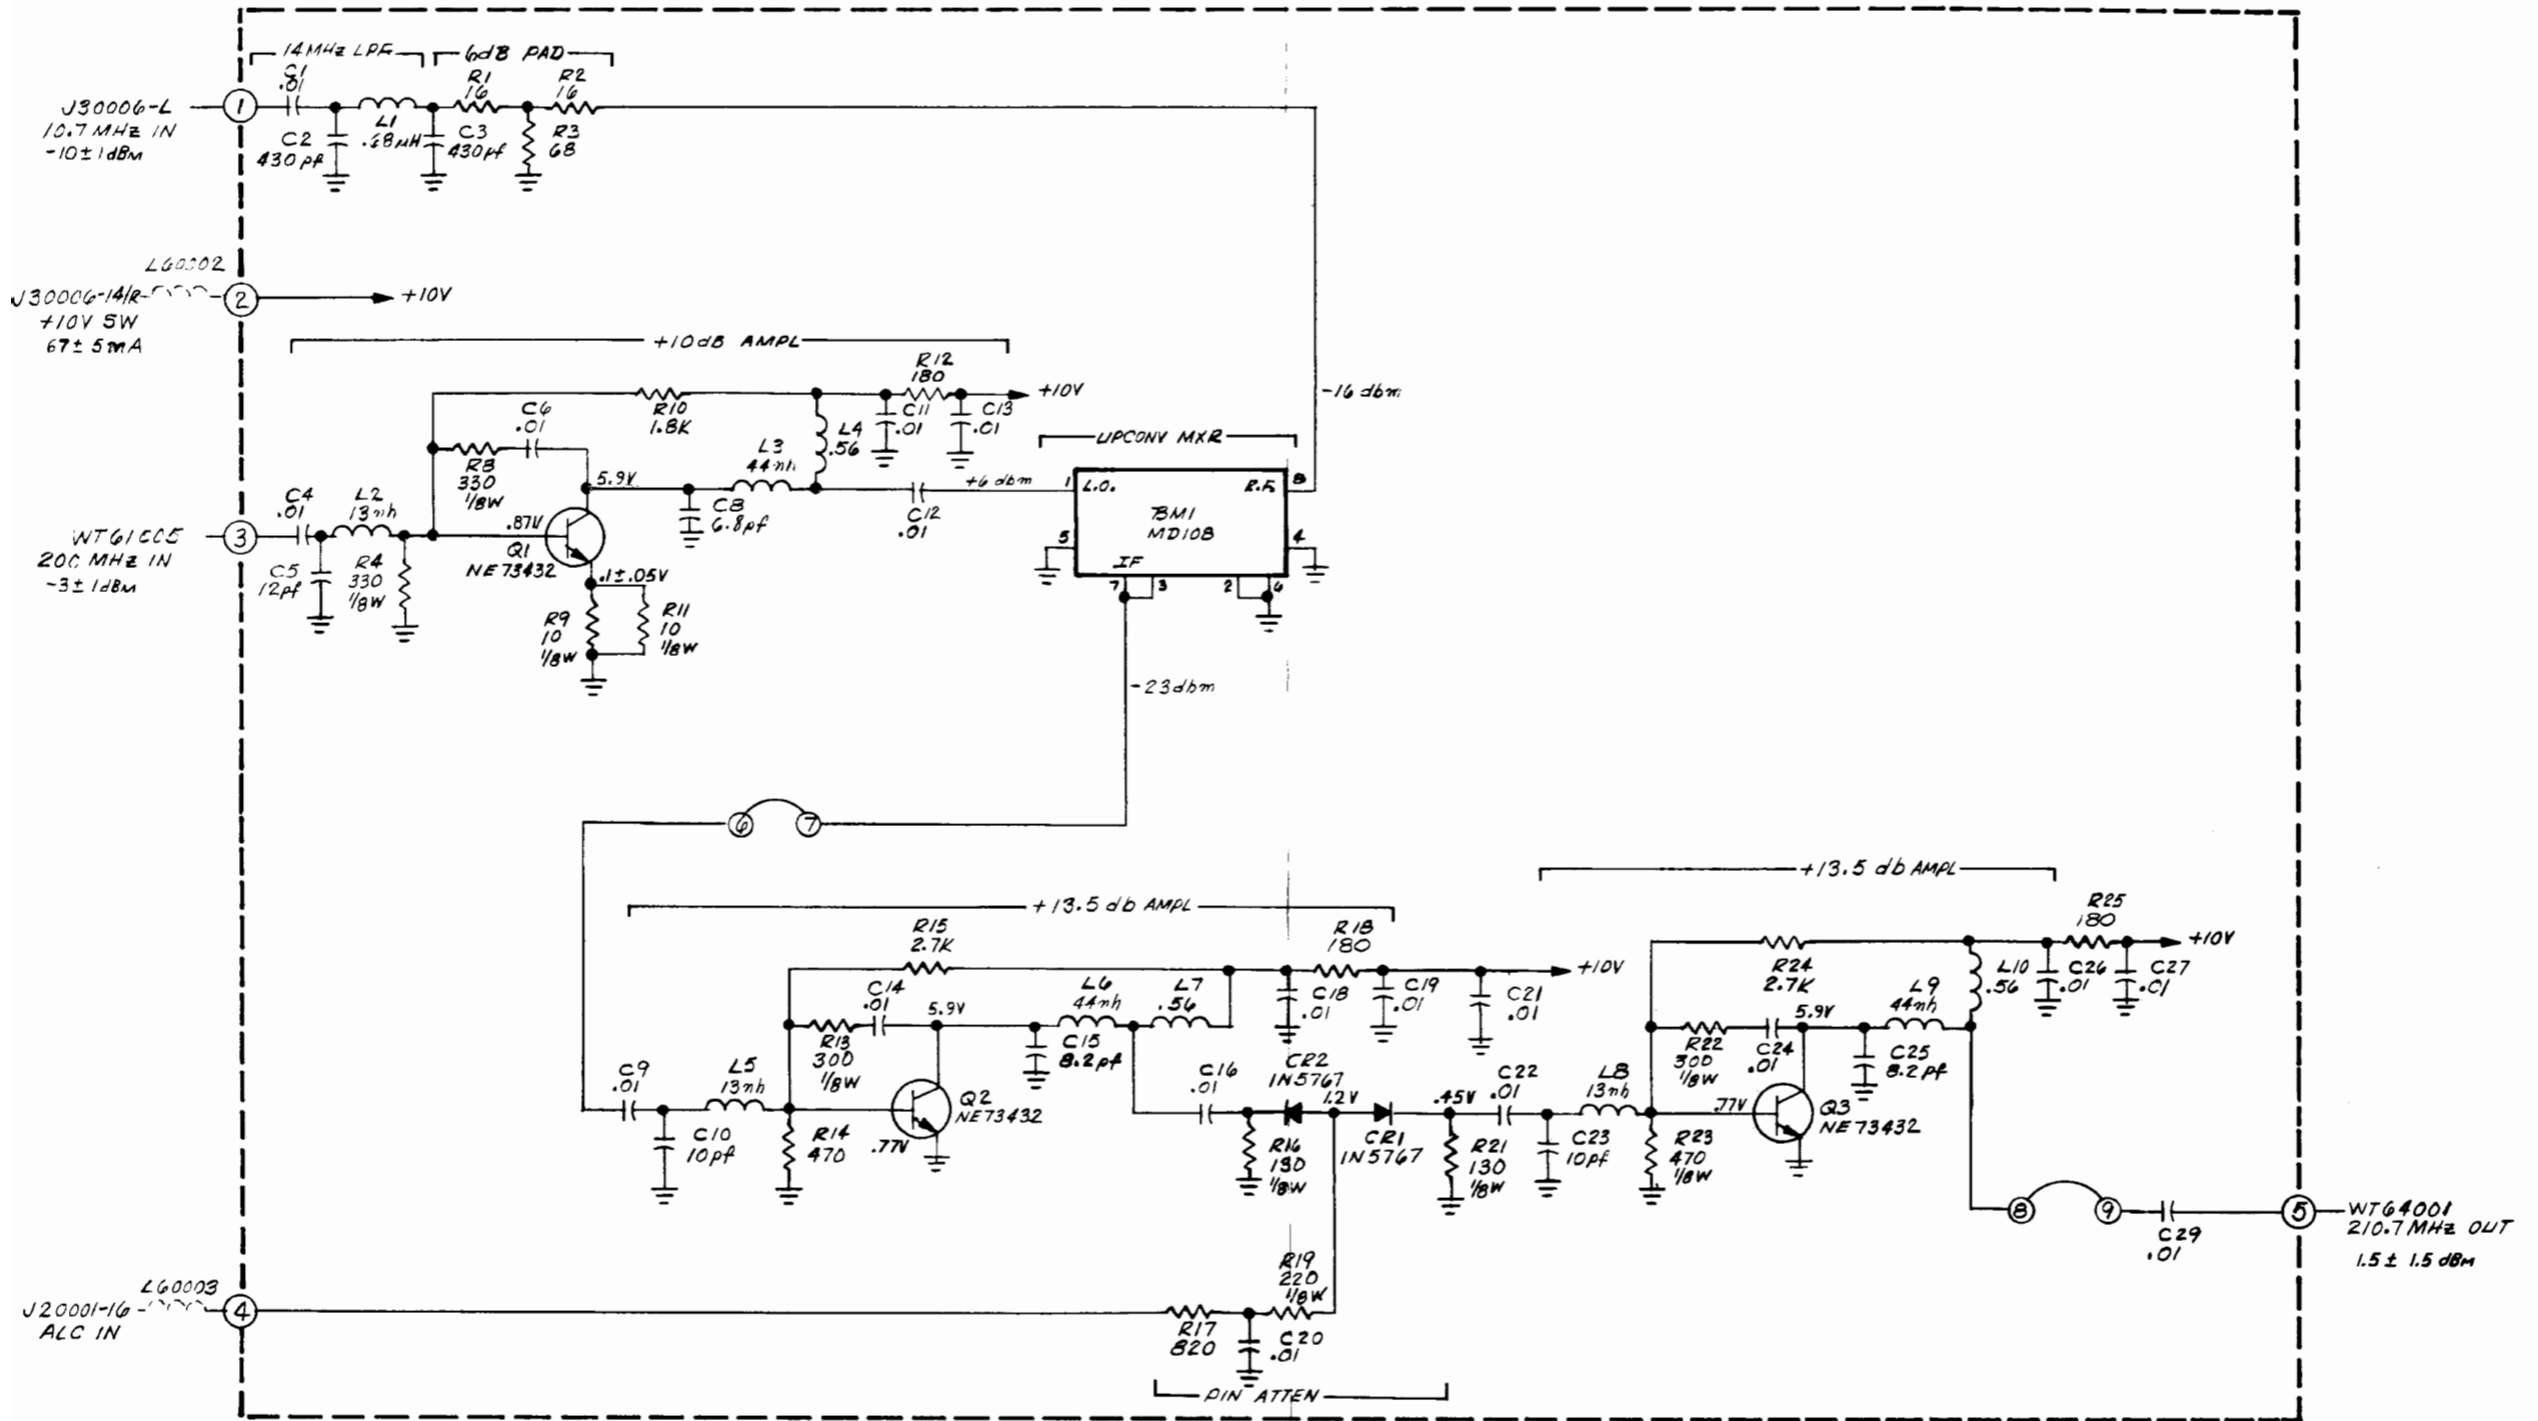 14MHz LPF
6dB PAD
C1
.01
R1
16
R2
16
J30006-L
10.7 MHz IN
-10±1dBm
1
C2
430pf
L1
.68µH
C3
430pf
R3
68
L60002
J30006-14/R
+10V SW
67±5mA
2
+10V
+10dB AMPL
R12
180
+10V
R10
1.8K
C11
.01
C13
.01
-16 dbm
C6
.01
L4
.56
L3
44nh
UPCONV MXR
R8
330
1/8W
5.9V
+6 dbm
1
L.O.
R.F.
8
C4
.01
L2
13nh
C8
6.8pf
C12
.01
BM1
MD108
.87V
WT61005
200 MHz IN
-3±1dBm
3
Q1
NE73432
5
4
IF
C5
12pf
R4
330
1/8W
.1±.05V
7
3
2
6
R9
10
1/8W
R11
10
1/8W
-23dbm
6
7
+13.5 db AMPL
+13.5 db AMPL
R15
2.7K
R18
180
+10V
R25
180
+10V
C14
.01
5.9V
L6
44nh
L7
.56
C18
.01
C19
.01
C21
.01
R24
2.7K
L10
.56
C26
.01
C27
.01
5.9V
L9
44nh
R13
300
1/8W
C15
8.2pf
R22
300
1/8W
C24
.01
C25
8.2pf
C9
.01
L5
13nh
C16
.01
CR2
1N5767
1.2V
.45V
C22
.01
L8
13nh
Q2
NE73432
.77V
Q3
NE73432
C10
10pf
R14
470
.77V
R16
130
1/8W
CR1
1N5767
R21
130
1/8W
C23
10pf
R23
470
1/8W
8
9
C29
.01
5
WT64001
210.7MHz OUT
1.5±1.5dBm
L60003
J20001-16
ALC IN
4
R19
220
1/8W
R17
820
C20
.01
PIN ATTEN